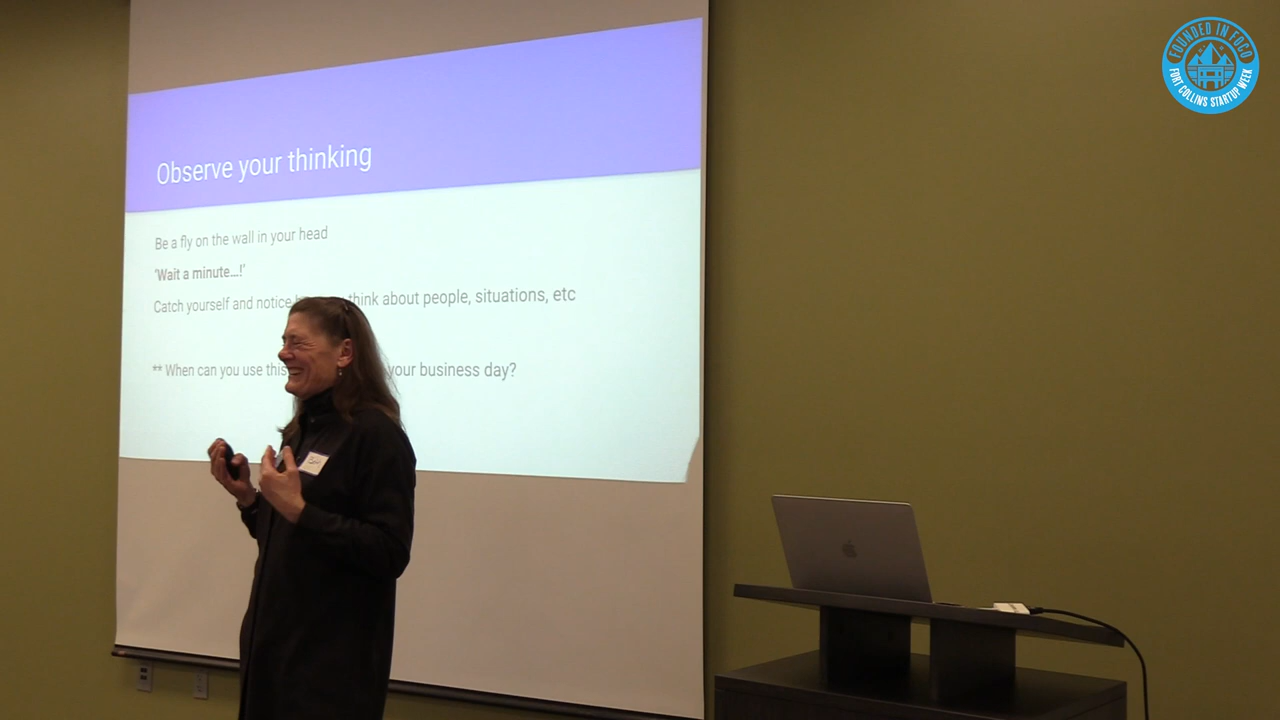 FOUNDED IN FOCO
FORT COLLINS STARTUP WEEK
Observe your thinking
Be a fly on the wall in your head
'Wait a minute...!'
Catch yourself and notice think about people, situations, etc
** When can you use this your business day?